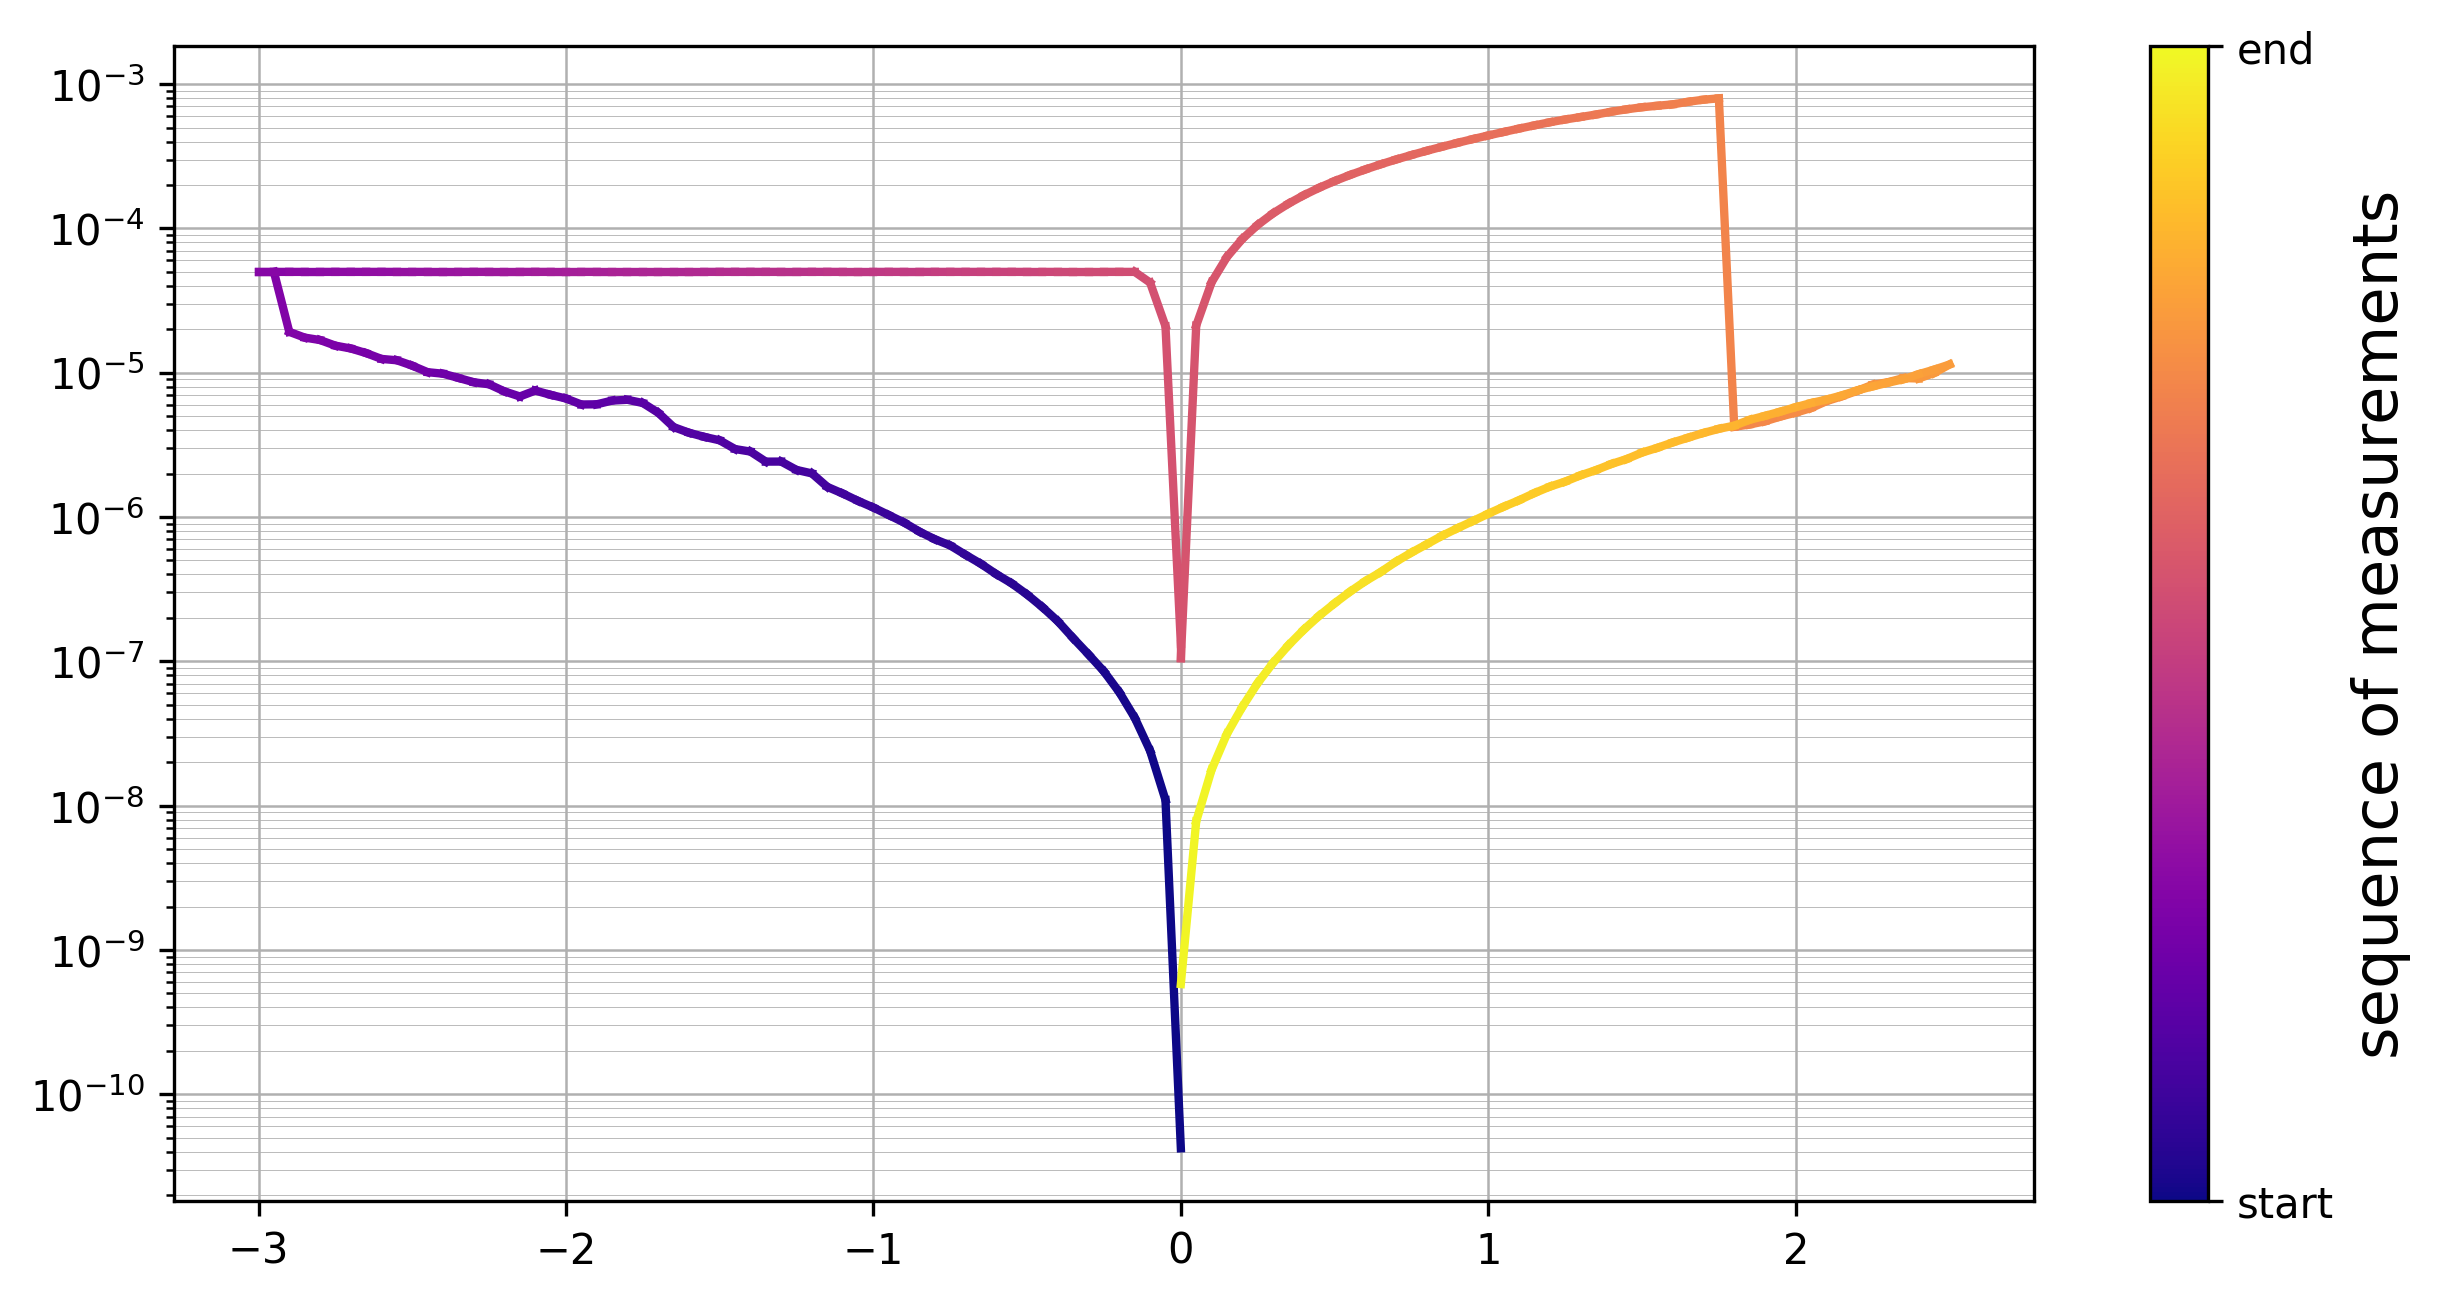 10⁻³
10⁻⁴
10⁻⁵
10⁻⁶
10⁻⁷
10⁻⁸
10⁻⁹
10⁻¹⁰
−3 −2 −1 0 1 2
end
start
sequence of measurements